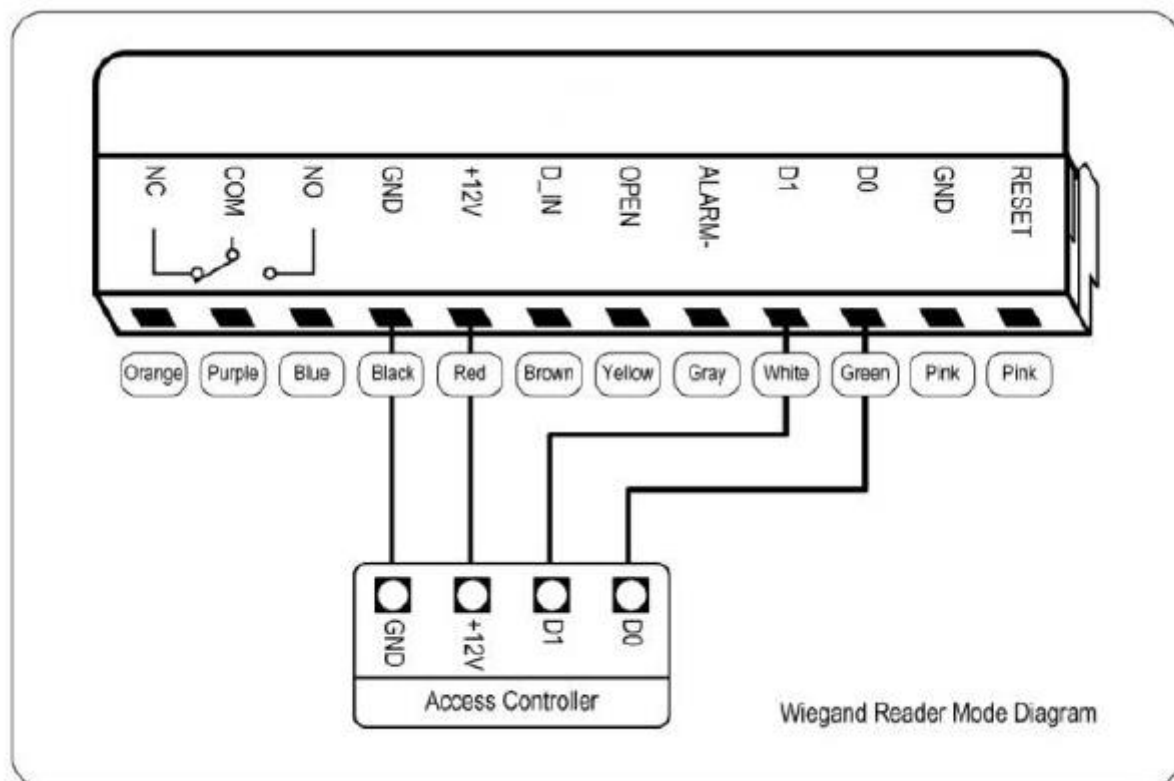 NC COM NO GND +12V D_IN OPEN ALARM- D1 D0 GND RESET
Orange Purple Blue Black Red Brown Yellow Gray White Green Pink Pink
GND +12V D1 D0
Access Controller
Wiegand Reader Mode Diagram